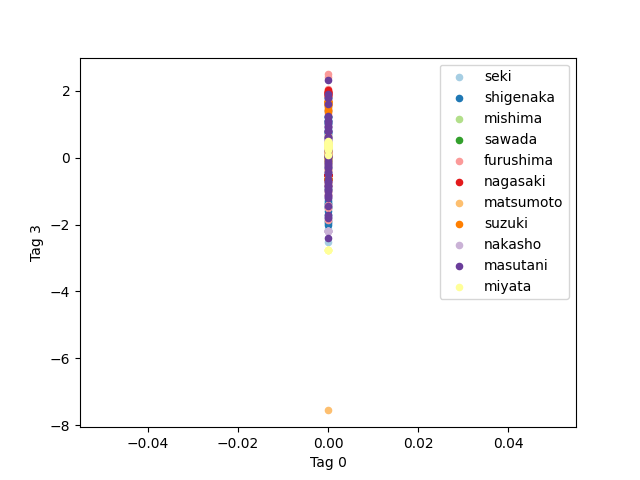 2
0
−2
−4
−6
−8
Tag 3
−0.04
−0.02
0.00
0.02
0.04
Tag 0
seki
shigenaka
mishima
sawada
furushima
nagasaki
matsumoto
suzuki
nakasho
masutani
miyata